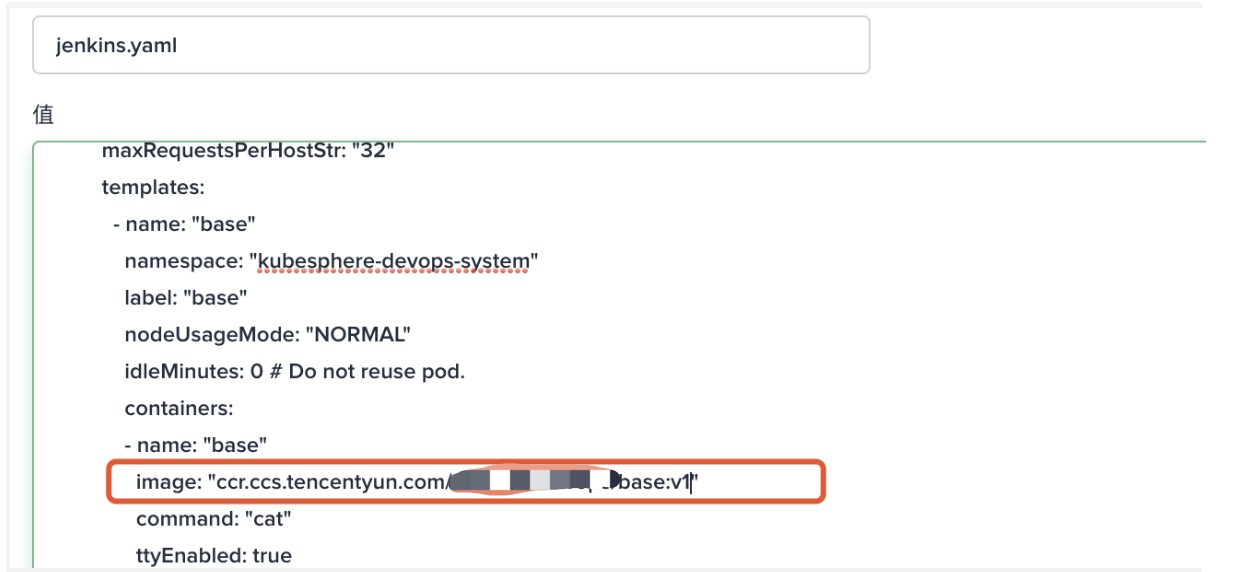 jenkins.yaml
值
maxRequestsPerHostStr: "32"
templates:
- name: "base"
namespace: "kubesphere-devops-system"
label: "base"
nodeUsageMode: "NORMAL"
idleMinutes: 0 # Do not reuse pod.
containers:
- name: "base"
image: "ccr.ccs.tencentyun.com/ /base:v1"
command: "cat"
ttyEnabled: true